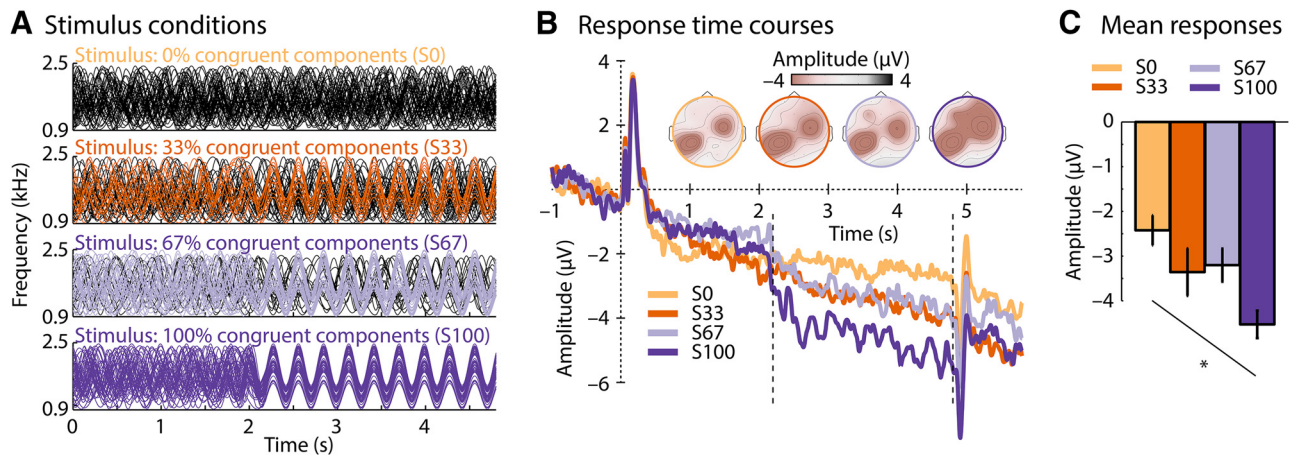 A Stimulus conditions
Stimulus: 0% congruent components (S0)
2.5
0.9
Stimulus: 33% congruent components (S33)
2.5
0.9
Stimulus: 67% congruent components (S67)
2.5
0.9
Stimulus: 100% congruent components (S100)
2.5
0.9
Frequency (kHz)
0 1 2 3 4
Time (s)
B Response time courses
Amplitude (μV)
−4 4
4
2
−2
−4
−6
−1 1 2 3 4 5
Time (s)
Amplitude (μV)
S0
S33
S67
S100
C Mean responses
S0 S67
S33 S100
0
−1
−2
−3
−4
Amplitude (μV)
*